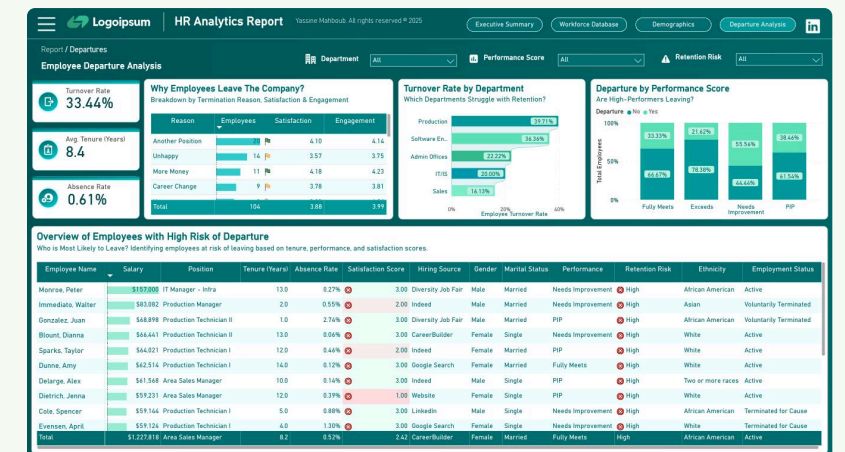 Logoipsum
HR Analytics Report
Yassine Mahboub. All rights reserved ® 2025
Executive Summary
Workforce Database
Demographics
Departure Analysis
in
Report / Departures
Employee Departure Analysis
Department
All
Performance Score
All
Retention Risk
All
Turnover Rate
33.44%
Avg. Tenure (Years)
8.4
Absence Rate
0.61%
Why Employees Leave The Company?
Breakdown by Termination Reason, Satisfaction & Engagement
Reason Employees Satisfaction Engagement
Another Position 20 4.10 4.14
Unhappy 14 3.57 3.75
More Money 11 4.18 4.23
Career Change 9 3.78 3.81
Total 104 3.88 3.99
Turnover Rate by Department
Which Departments Struggle with Retention?
Production 39.71%
Software En... 36.36%
Admin Offices 22.22%
IT/IS 20.00%
Sales 16.13%
0% 20% 40%
Employee Turnover Rate
Departure by Performance Score
Are High-Performers Leaving?
Departure No Yes
Total Employees
100%
50%
0%
33.33% 21.62% 55.56% 38.46%
66.67% 78.38% 44.44% 61.54%
Fully Meets Exceeds Needs Improvement PIP
Overview of Employees with High Risk of Departure
Who is Most Likely to Leave? Identifying employees at risk of leaving based on tenure, performance, and satisfaction scores.
Employee Name Salary Position Tenure (Years) Absence Rate Satisfaction Score Hiring Source Gender Marital Status Performance Retention Risk Ethnicity Employment Status
Monroe, Peter $157,000 IT Manager - Infra 13.0 0.27% 3.00 Diversity Job Fair Male Married Needs Improvement High African American Active
Immediato, Walter $83,082 Production Manager 2.0 0.55% 2.00 Indeed Male Married Needs Improvement High Asian Voluntarily Terminated
Gonzalez, Juan $68,898 Production Technician II 1.0 2.74% 3.00 Diversity Job Fair Male Married PIP High African American Voluntarily Terminated
Blount, Dianna $66,441 Production Technician II 13.0 0.06% 3.00 CareerBuilder Female Single Needs Improvement High White Active
Sparks, Taylor $64,021 Production Technician I 12.0 0.46% 2.00 Indeed Female Married PIP High White Active
Dunne, Amy $62,514 Production Technician I 14.0 0.12% 3.00 Google Search Female Married Fully Meets High White Active
Delarge, Alex $61,568 Area Sales Manager 10.0 0.14% 3.00 Indeed Male Single PIP High Two or more races Active
Dietrich, Jenna $59,231 Area Sales Manager 12.0 0.39% 1.00 Website Female Single PIP High White Active
Cole, Spencer $59,144 Production Technician I 5.0 0.88% 3.00 LinkedIn Male Single Needs Improvement High African American Terminated for Cause
Evensen, April $59,124 Production Technician I 4.0 1.30% 3.00 Google Search Female Single Needs Improvement High White Terminated for Cause
Total $1,227,818 Area Sales Manager 8.2 0.52% 2.42 CareerBuilder Female Married Fully Meets High African American Active